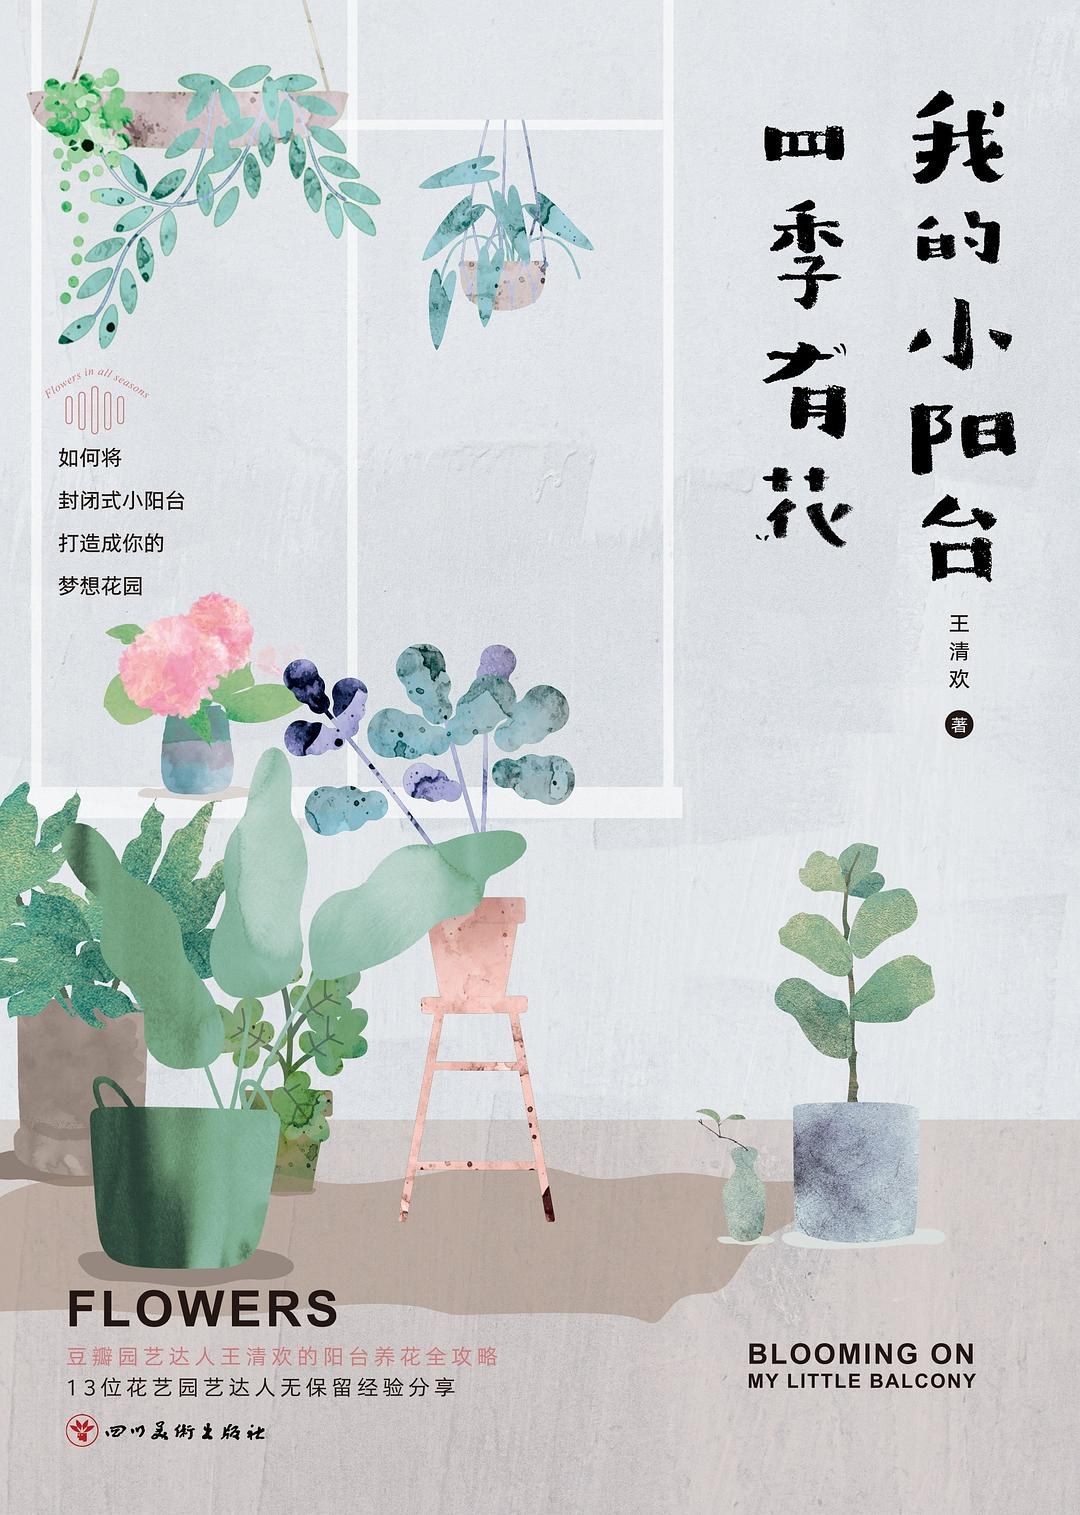 我的小阳台
四季有花
王清欢
著
Flowers in all seasons
如何将
封闭式小阳台
打造成你的
梦想花园
FLOWERS
豆瓣园艺达人王清欢的阳台养花全攻略
13位花艺园艺达人无保留经验分享
四川美術出版社
BLOOMING ON
MY LITTLE BALCONY